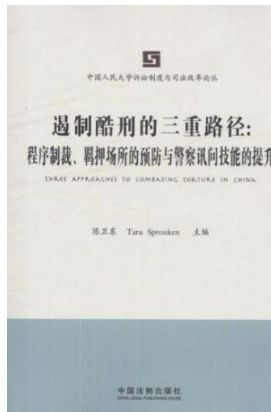 中国人民大学诉讼制度与司法改革论丛
遏制酷刑的三重路径:
程序制裁、羁押场所的预防与警察讯问技能的提升
THREE APPROACHES TO COMBATING TORTURE IN CHINA
陈卫东 Taru Spronken 主编
中国法制出版社
CHINA LEGAL PUBLISHING HOUSE